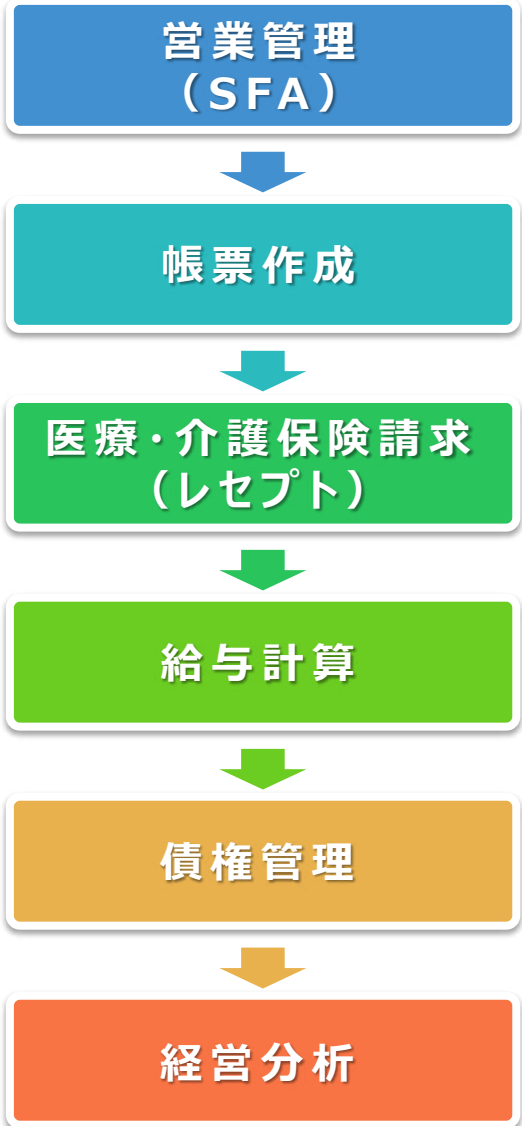 営業管理
（SFA）
帳票作成
医療・介護保険請求
（レセプト）
給与計算
債権管理
経営分析